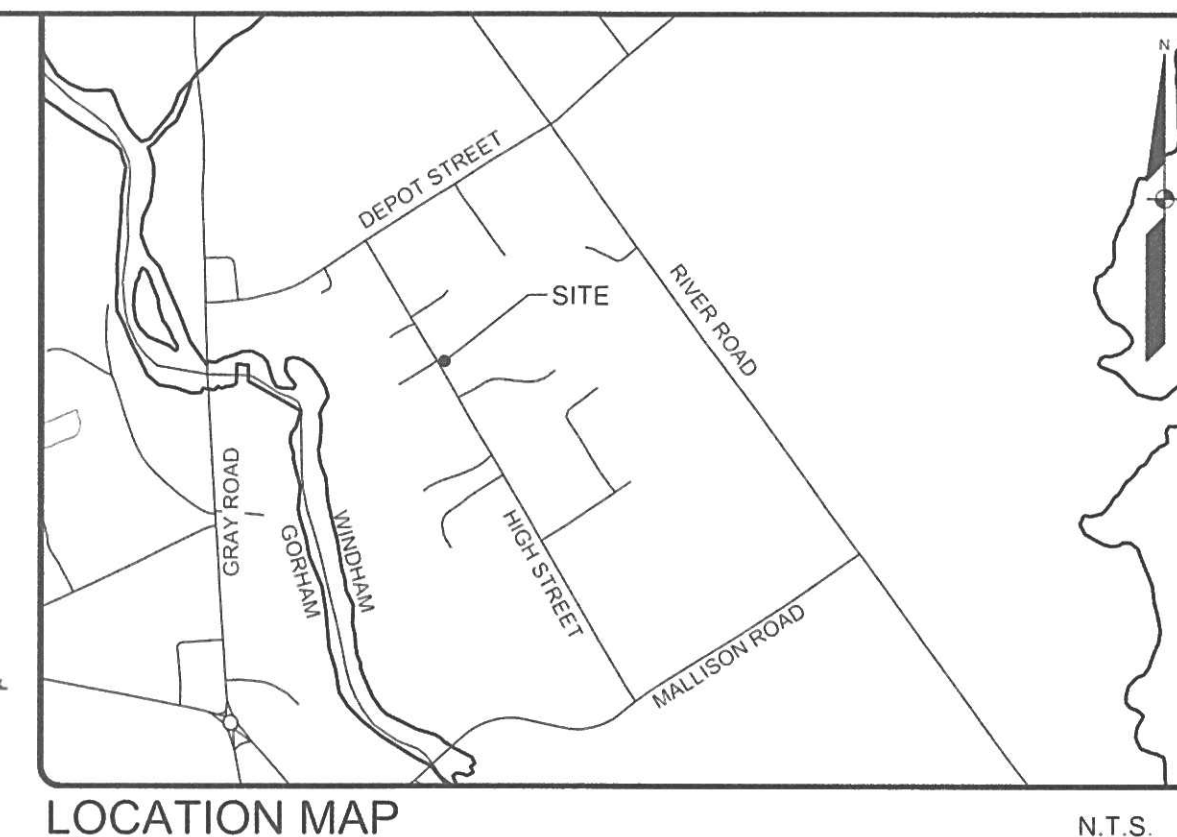 N
DEPOT STREET
SITE
RIVER ROAD
GRAY ROAD
GORHAM
WINDHAM
HIGH STREET
MALLISON ROAD
LOCATION MAP
N.T.S.